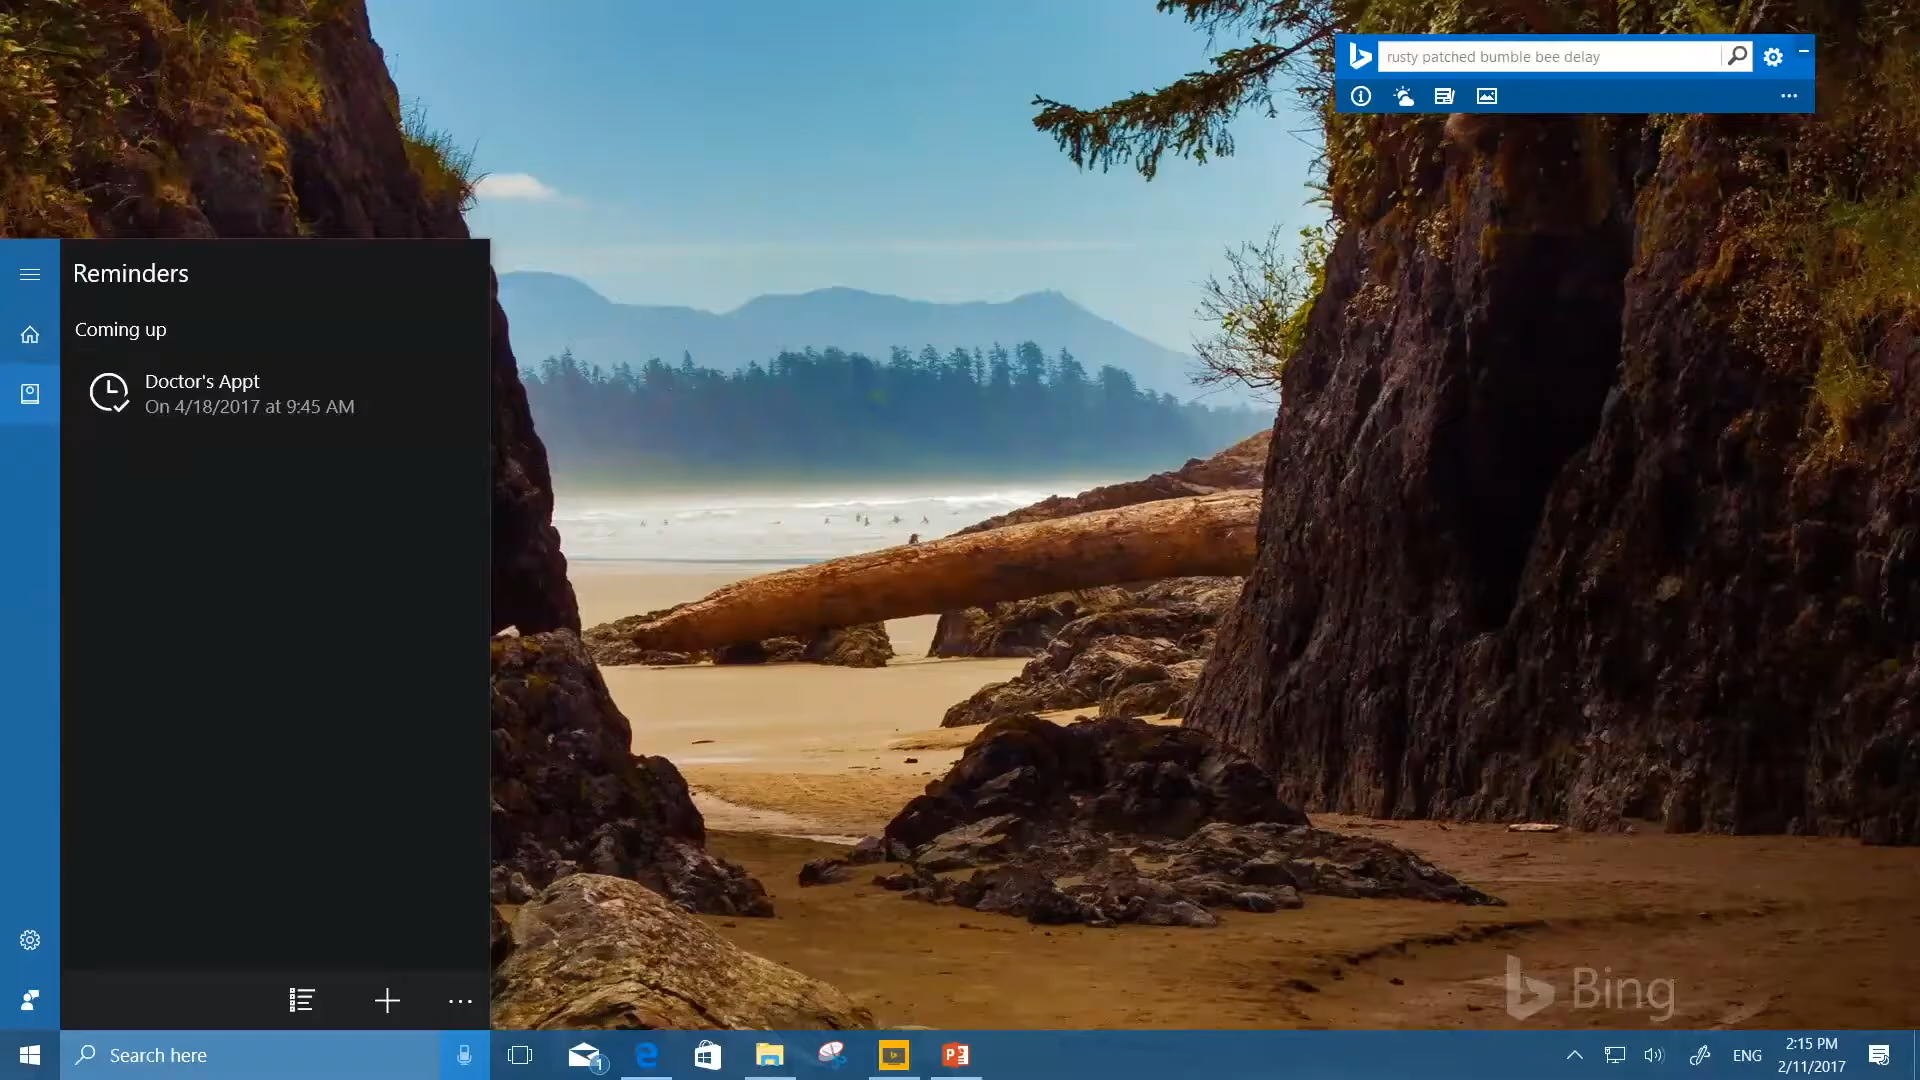 rusty patched bumble bee delay
Reminders
Coming up
Doctor's Appt
On 4/18/2017 at 9:45 AM
Bing
Search here
1
P
ENG
2:15 PM
2/11/2017